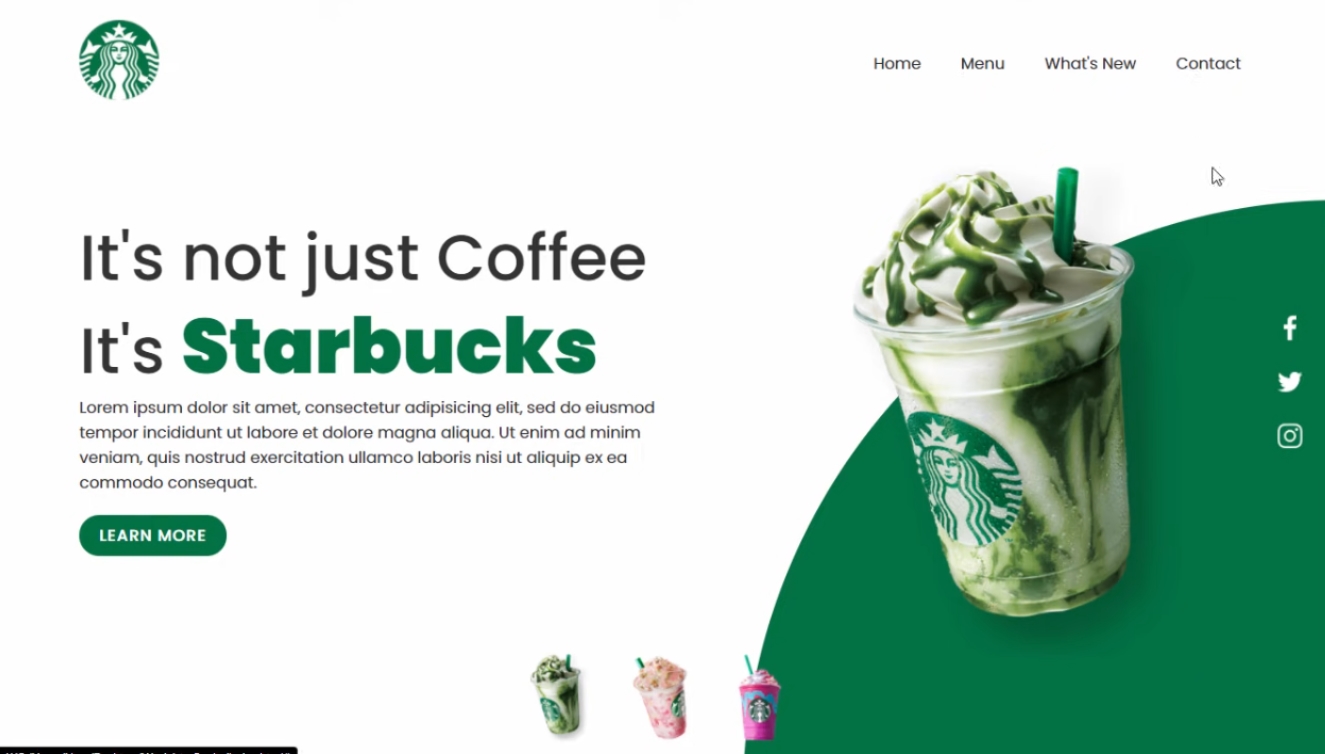 Home Menu What's New Contact
It's not just Coffee
It's Starbucks
Lorem ipsum dolor sit amet, consectetur adipisicing elit, sed do eiusmod
tempor incididunt ut labore et dolore magna aliqua. Ut enim ad minim
veniam, quis nostrud exercitation ullamco laboris nisi ut aliquip ex ea
commodo consequat.
LEARN MORE